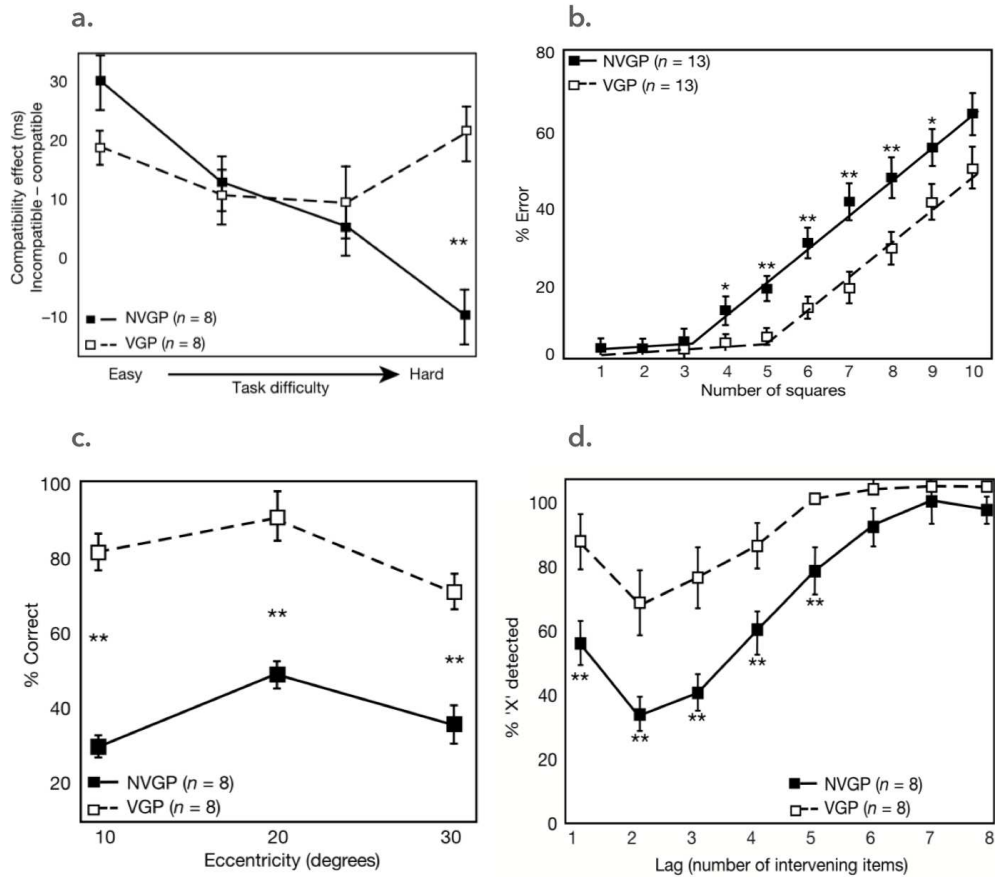 a.
Compatibility effect (ms)
Incompatible – compatible
30
20
10
0
−10
**
NVGP (n = 8)
VGP (n = 8)
Easy
Hard
Task difficulty
b.
% Error
80
60
40
20
0
NVGP (n = 13)
VGP (n = 13)
*
**
**
**
**
*
1 2 3 4 5 6 7 8 9 10
Number of squares
c.
% Correct
100
80
60
40
20
**
**
**
NVGP (n = 8)
VGP (n = 8)
10 20 30
Eccentricity (degrees)
d.
% 'X' detected
100
80
60
40
20
0
**
**
**
**
**
NVGP (n = 8)
VGP (n = 8)
1 2 3 4 5 6 7 8
Lag (number of intervening items)